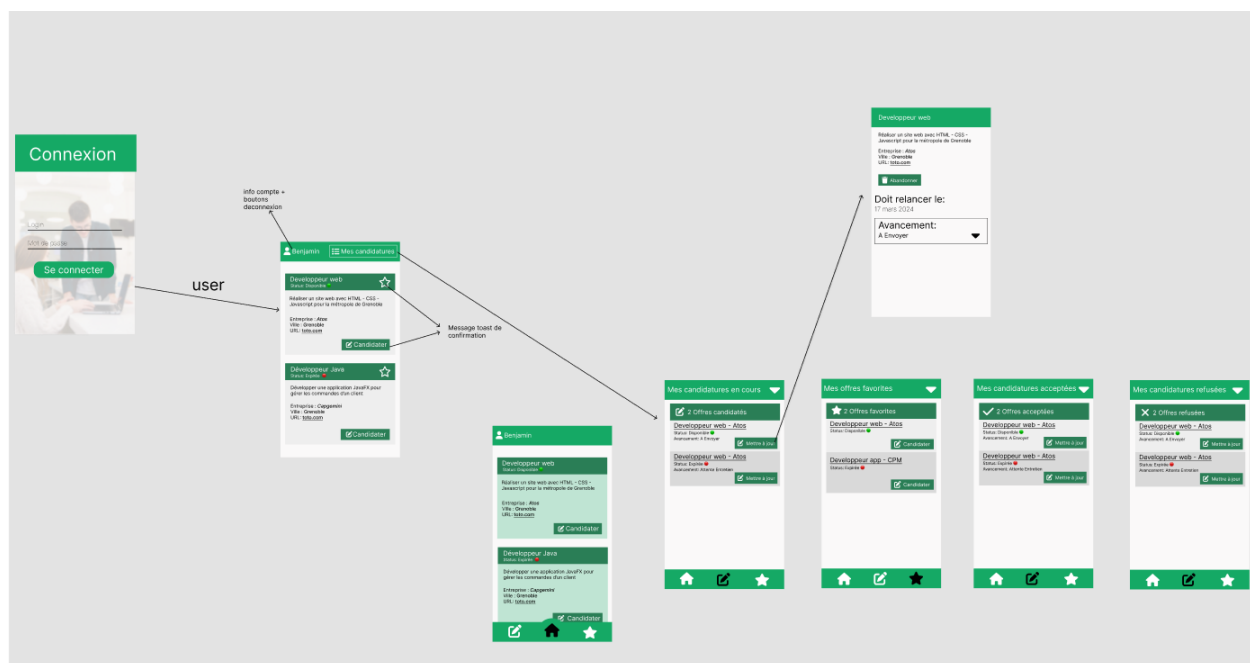 Connexion
Login
Mot de passe
Se connecter
user
info compte +
boutons
deconnexion
Benjamin
Mes candidatures
Developpeur web
Status: Disponible
Réaliser un site web avec HTML - CSS -
Javascript pour la métropole de Grenoble
Entreprise : Atos
Ville : Grenoble
URL: toto.com
Candidater
Développeur Java
Status: Expirée
Développer une application JavaFX pour
gérer les commandes d'un client
Entreprise : Capgemini
Ville : Grenoble
URL: toto.com
Candidater
Message toast de
confirmation
Benjamin
Developpeur web
Status: Disponible
Réaliser un site web avec HTML - CSS -
Javascript pour la métropole de Grenoble
Entreprise : Atos
Ville : Grenoble
URL: toto.com
Candidater
Développeur Java
Status: Expirée
Développer une application JavaFX pour
gérer les commandes d'un client
Entreprise : Capgemini
Ville : Grenoble
URL: toto.com
Candidater
Developpeur web
Réaliser un site web avec HTML - CSS -
Javascript pour la métropole de Grenoble
Entreprise : Atos
Ville : Grenoble
URL: toto.com
Abandonner
Doit relancer le:
17 mars 2024
Avancement:
A Envoyer
Mes candidatures en cours
2 Offres candidatés
Developpeur web - Atos
Status: Disponible
Avancement: A Envoyer
Mettre à jour
Developpeur web - Atos
Status: Expirée
Avancement: Attente Entretien
Mettre à jour
Mes offres favorites
2 Offres favorites
Developpeur web - Atos
Status: Disponible
Candidater
Developpeur app - CPM
Status: Expirée
Candidater
Mes candidatures acceptées
2 Offres acceptées
Developpeur web - Atos
Status: Disponible
Avancement: A Envoyer
Mettre à jour
Developpeur web - Atos
Status: Expirée
Avancement: Attente Entretien
Mettre à jour
Mes candidatures refusées
2 Offres refusées
Developpeur web - Atos
Status: Disponible
Avancement: A Envoyer
Mettre à jour
Developpeur web - Atos
Status: Expirée
Avancement: Attente Entretien
Mettre à jour